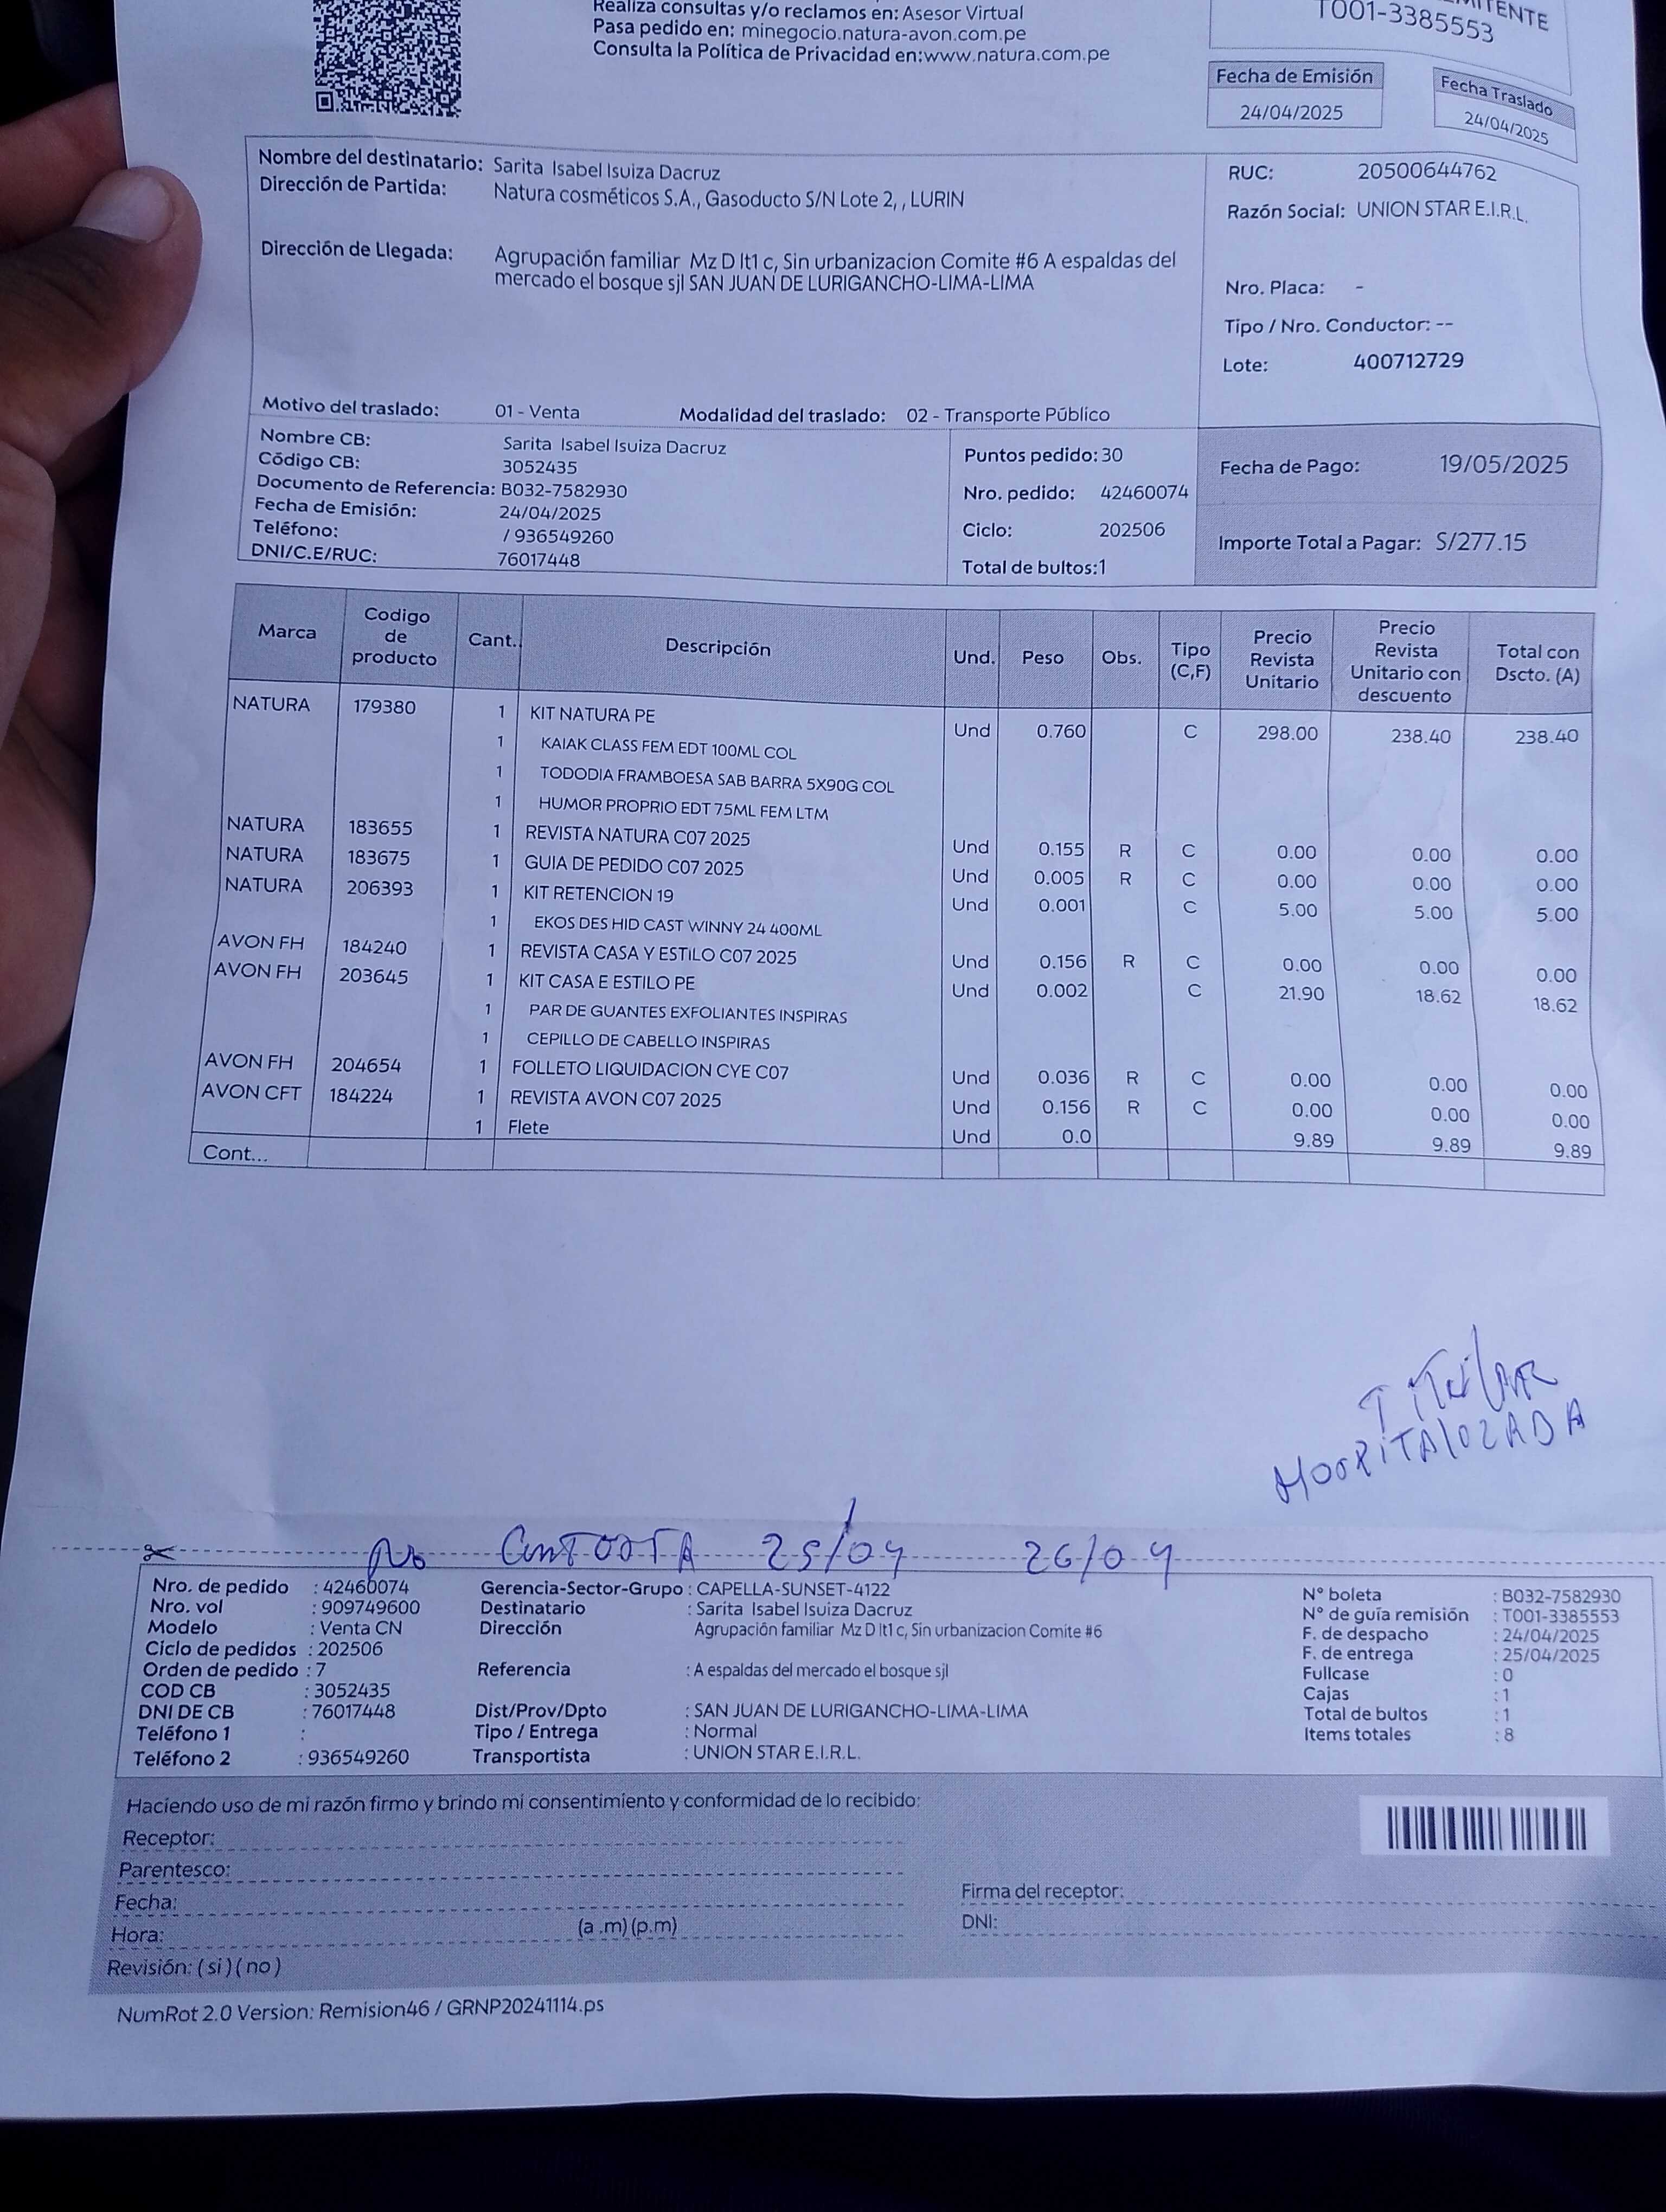 Realiza consultas y/o reclamos en: Asesor Virtual
Pasa pedido en: minegocio.natura-avon.com.pe
Consulta la Política de Privacidad en:www.natura.com.pe
T001-3385553
Fecha de Emisión
24/04/2025
Fecha Traslado
24/04/2025
Nombre del destinatario: Sarita Isabel Isuiza Dacruz
Dirección de Partida: Natura cosméticos S.A., Gasoducto S/N Lote 2, , LURIN
Dirección de Llegada: Agrupación familiar Mz D lt1 c, Sin urbanizacion Comite #6 A espaldas del
mercado el bosque sjl SAN JUAN DE LURIGANCHO-LIMA-LIMA
RUC: 20500644762
Razón Social: UNION STAR E.I.R.L.
Nro. Placa: -
Tipo / Nro. Conductor: --
Lote: 400712729
Motivo del traslado: 01 - Venta Modalidad del traslado: 02 - Transporte Público
Nombre CB: Sarita Isabel Isuiza Dacruz
Código CB: 3052435
Documento de Referencia: B032-7582930
Fecha de Emisión: 24/04/2025
Teléfono: / 936549260
DNI/C.E/RUC: 76017448
Puntos pedido: 30
Nro. pedido: 42460074
Ciclo: 202506
Total de bultos:1
Fecha de Pago: 19/05/2025
Importe Total a Pagar: S/277.15
Marca Codigo de producto Cant. Descripción Und. Peso Obs. Tipo (C,F) Precio Revista Unitario Precio Revista Unitario con descuento Total con Dscto. (A)
NATURA 179380 1 KIT NATURA PE Und 0.760 C 298.00 238.40 238.40
1 KAIAK CLASS FEM EDT 100ML COL
1 TODODIA FRAMBOESA SAB BARRA 5X90G COL
1 HUMOR PROPRIO EDT 75ML FEM LTM
NATURA 183655 1 REVISTA NATURA C07 2025 Und 0.155 R C 0.00 0.00 0.00
NATURA 183675 1 GUIA DE PEDIDO C07 2025 Und 0.005 R C 0.00 0.00 0.00
NATURA 206393 1 KIT RETENCION 19 Und 0.001 C 5.00 5.00 5.00
1 EKOS DES HID CAST WINNY 24 400ML
AVON FH 184240 1 REVISTA CASA Y ESTILO C07 2025 Und 0.156 R C 0.00 0.00 0.00
AVON FH 203645 1 KIT CASA E ESTILO PE Und 0.002 C 21.90 18.62 18.62
1 PAR DE GUANTES EXFOLIANTES INSPIRAS
1 CEPILLO DE CABELLO INSPIRAS
AVON FH 204654 1 FOLLETO LIQUIDACION CYE C07 Und 0.036 R C 0.00 0.00 0.00
AVON CFT 184224 1 REVISTA AVON C07 2025 Und 0.156 R C 0.00 0.00 0.00
1 Flete Und 0.0 9.89 9.89 9.89
Cont...
TITULAR
25/04 26/04
Nro. de pedido : 42460074
Nro. vol : 909749600
Modelo : Venta CN
Ciclo de pedidos : 202506
Orden de pedido : 7
COD CB : 3052435
DNI DE CB : 76017448
Teléfono 1 :
Teléfono 2 : 936549260
Gerencia-Sector-Grupo : CAPELLA-SUNSET-4122
Destinatario : Sarita Isabel Isuiza Dacruz
Dirección Agrupación familiar Mz D lt1 c, Sin urbanizacion Comite #6
Referencia : A espaldas del mercado el bosque sjl
Dist/Prov/Dpto : SAN JUAN DE LURIGANCHO-LIMA-LIMA
Tipo / Entrega : Normal
Transportista : UNION STAR E.I.R.L.
N° boleta : B032-7582930
N° de guía remisión : T001-3385553
F. de despacho : 24/04/2025
F. de entrega : 25/04/2025
Fullcase : 0
Cajas : 1
Total de bultos : 1
Items totales : 8
Haciendo uso de mi razón firmo y brindo mi consentimiento y conformidad de lo recibido:
Receptor:
Parentesco:
Fecha:
Hora: (a .m) (p.m)
Revisión: ( si ) ( no )
Firma del receptor:
DNI:
NumRot 2.0 Version: Remision46 / GRNP20241114.ps